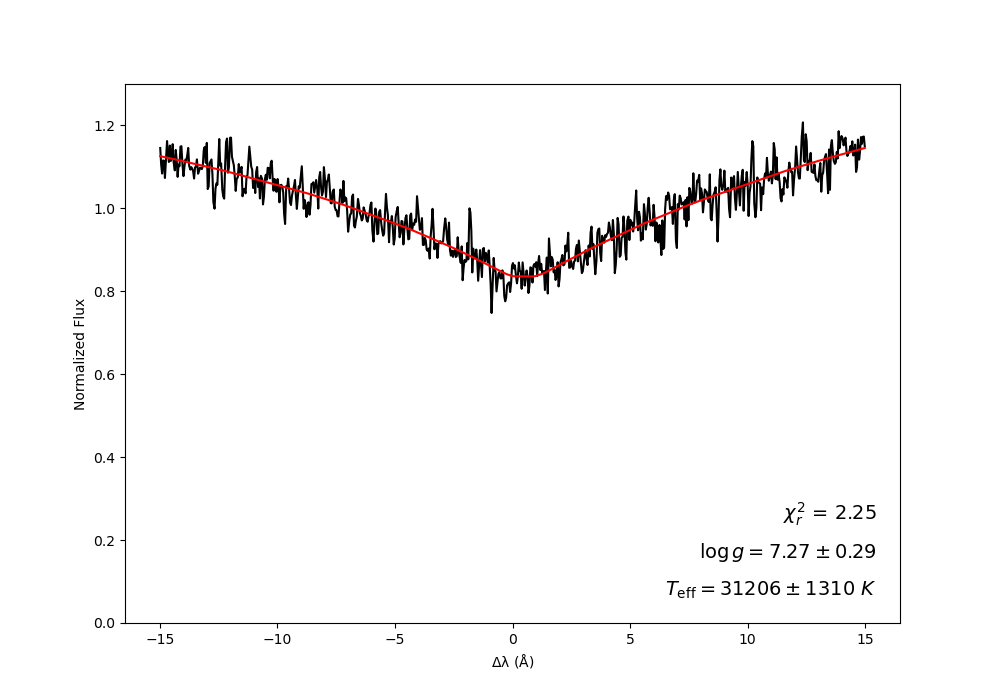 1.2
1.0
0.8
0.6
0.4
0.2
0.0
Normalized Flux
χ²ᵣ = 2.25
log g = 7.27 ± 0.29
T_eff = 31206 ± 1310 K
−15 −10 −5 0 5 10 15
Δλ (Å)